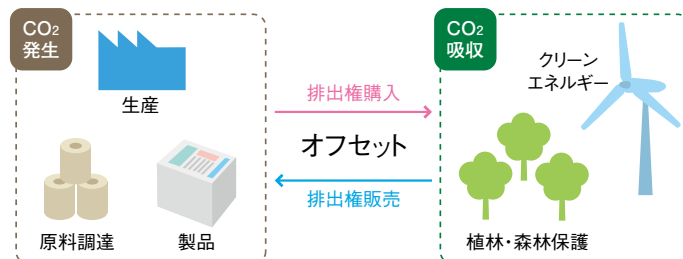 CO₂
発生
生産
原料調達
製品
排出権購入
オフセット
排出権販売
CO₂
吸収
クリーン
エネルギー
植林・森林保護